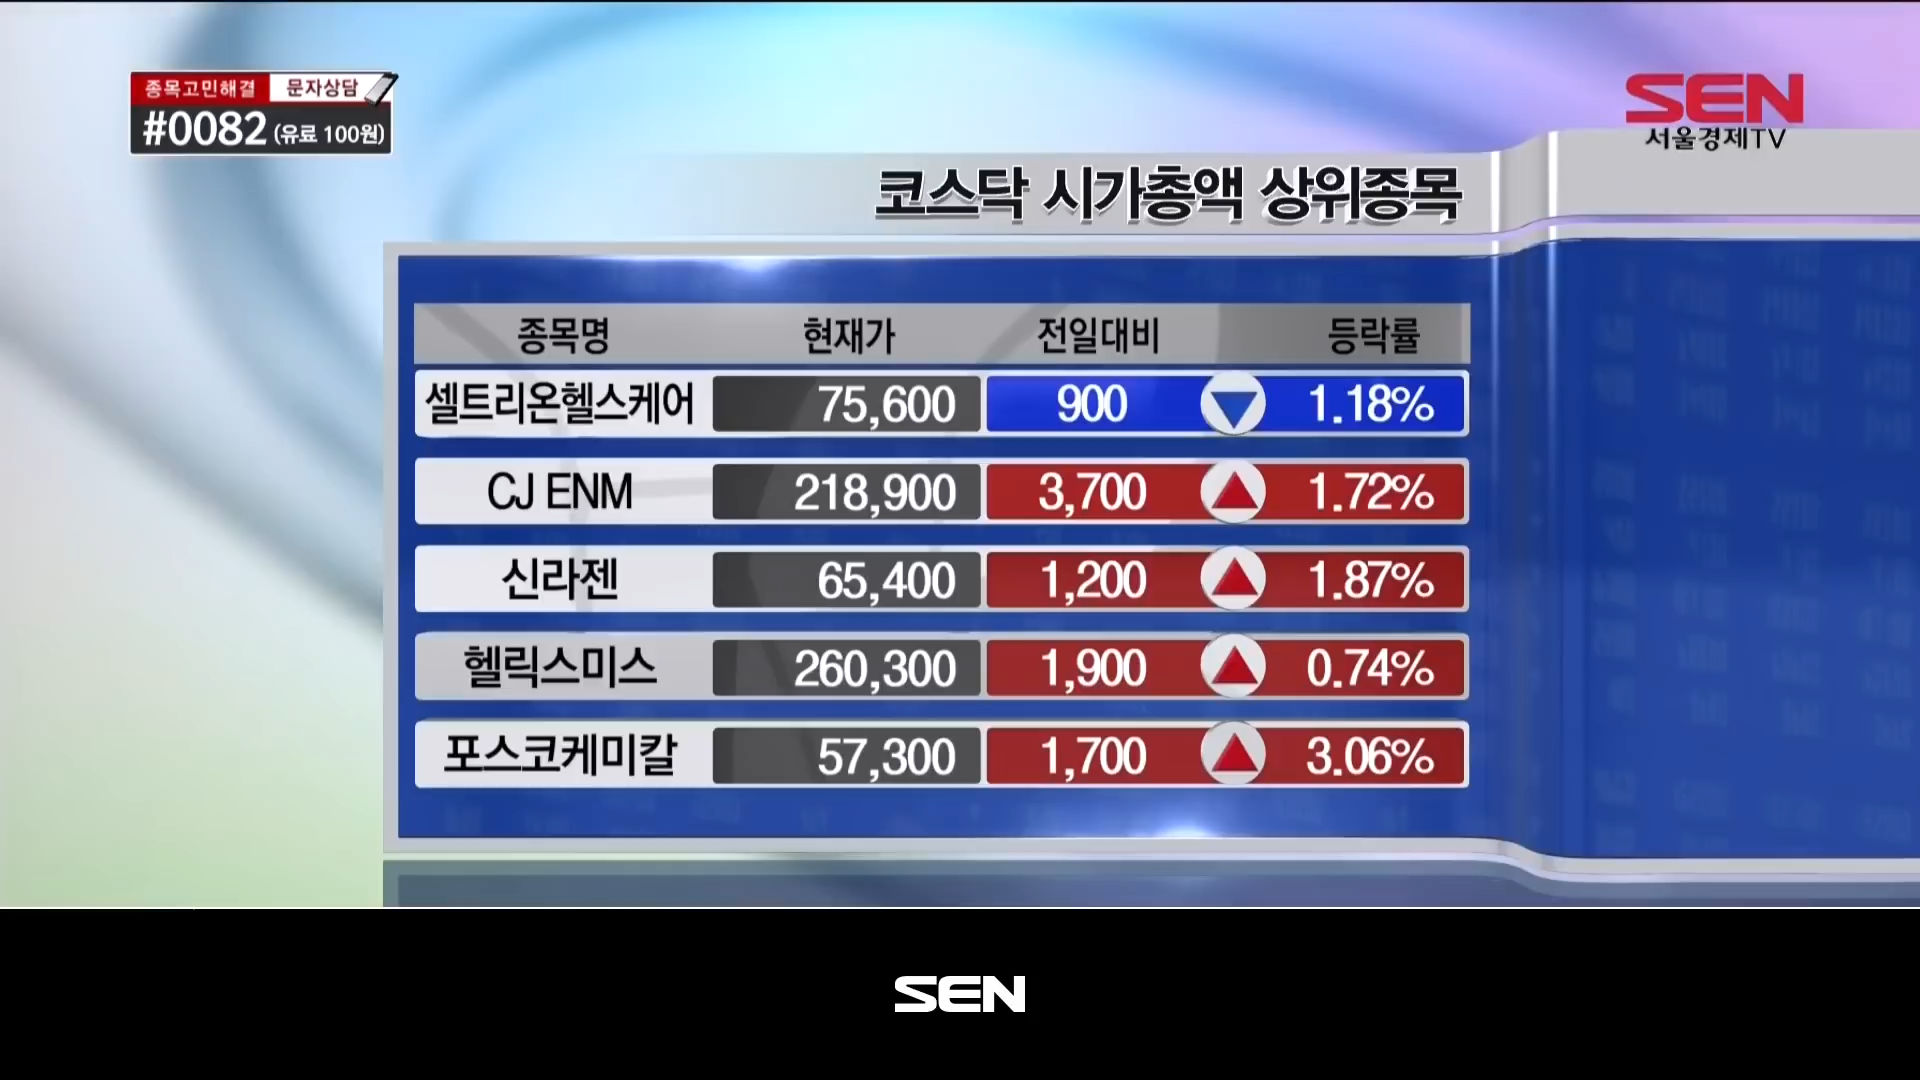 종목고민해결 문자상담
#0082 (유료 100원)
SEN
서울경제TV
코스닥 시가총액 상위종목
종목명 현재가 전일대비 등락률
셀트리온헬스케어 75,600 900 ▼ 1.18%
CJ ENM 218,900 3,700 ▲ 1.72%
신라젠 65,400 1,200 ▲ 1.87%
헬릭스미스 260,300 1,900 ▲ 0.74%
포스코케미칼 57,300 1,700 ▲ 3.06%
SEN